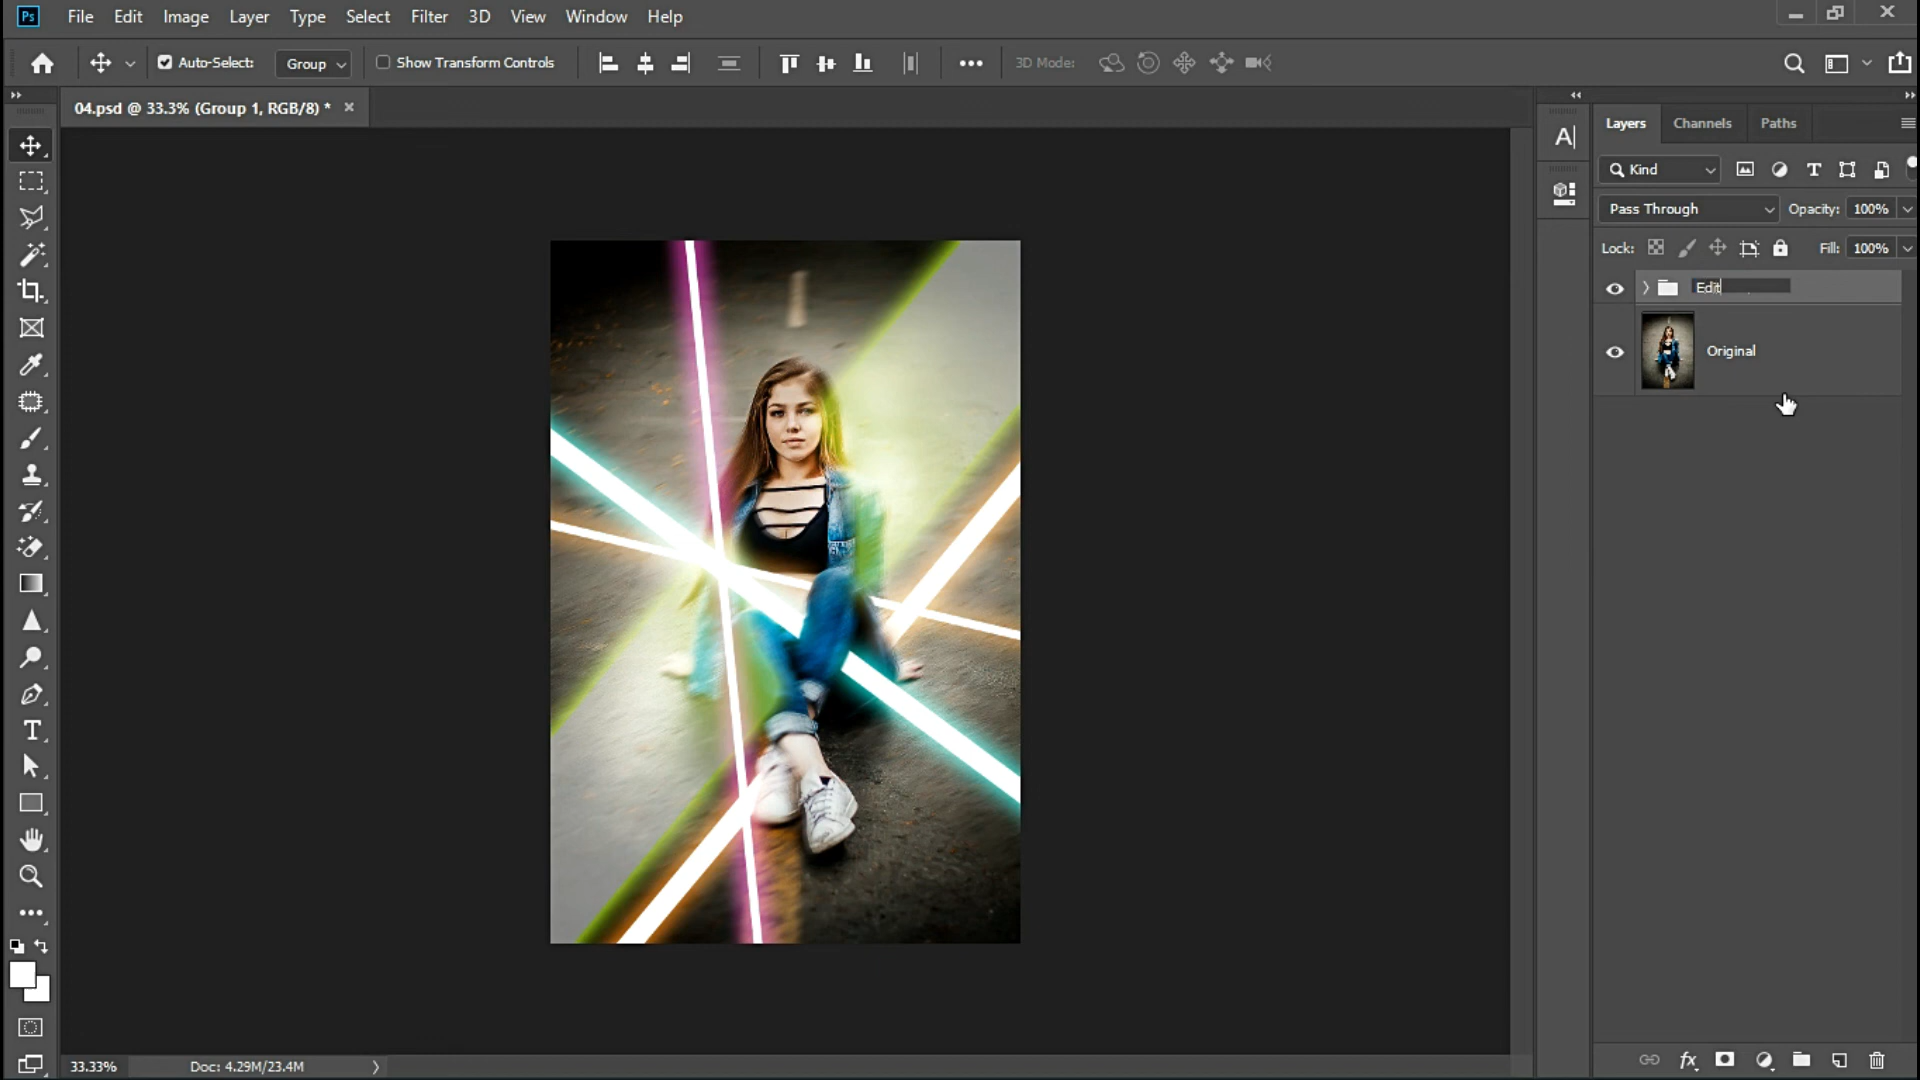 Ps File Edit Image Layer Type Select Filter 3D View Window Help
Auto-Select: Group Show Transform Controls 3D Mode:
04.psd @ 33.3% (Group 1, RGB/8) *
Layers Channels Paths
Kind
Pass Through Opacity: 100%
Lock: Fill: 100%
Edit
Original
33.33% Doc: 4.29M/23.4M